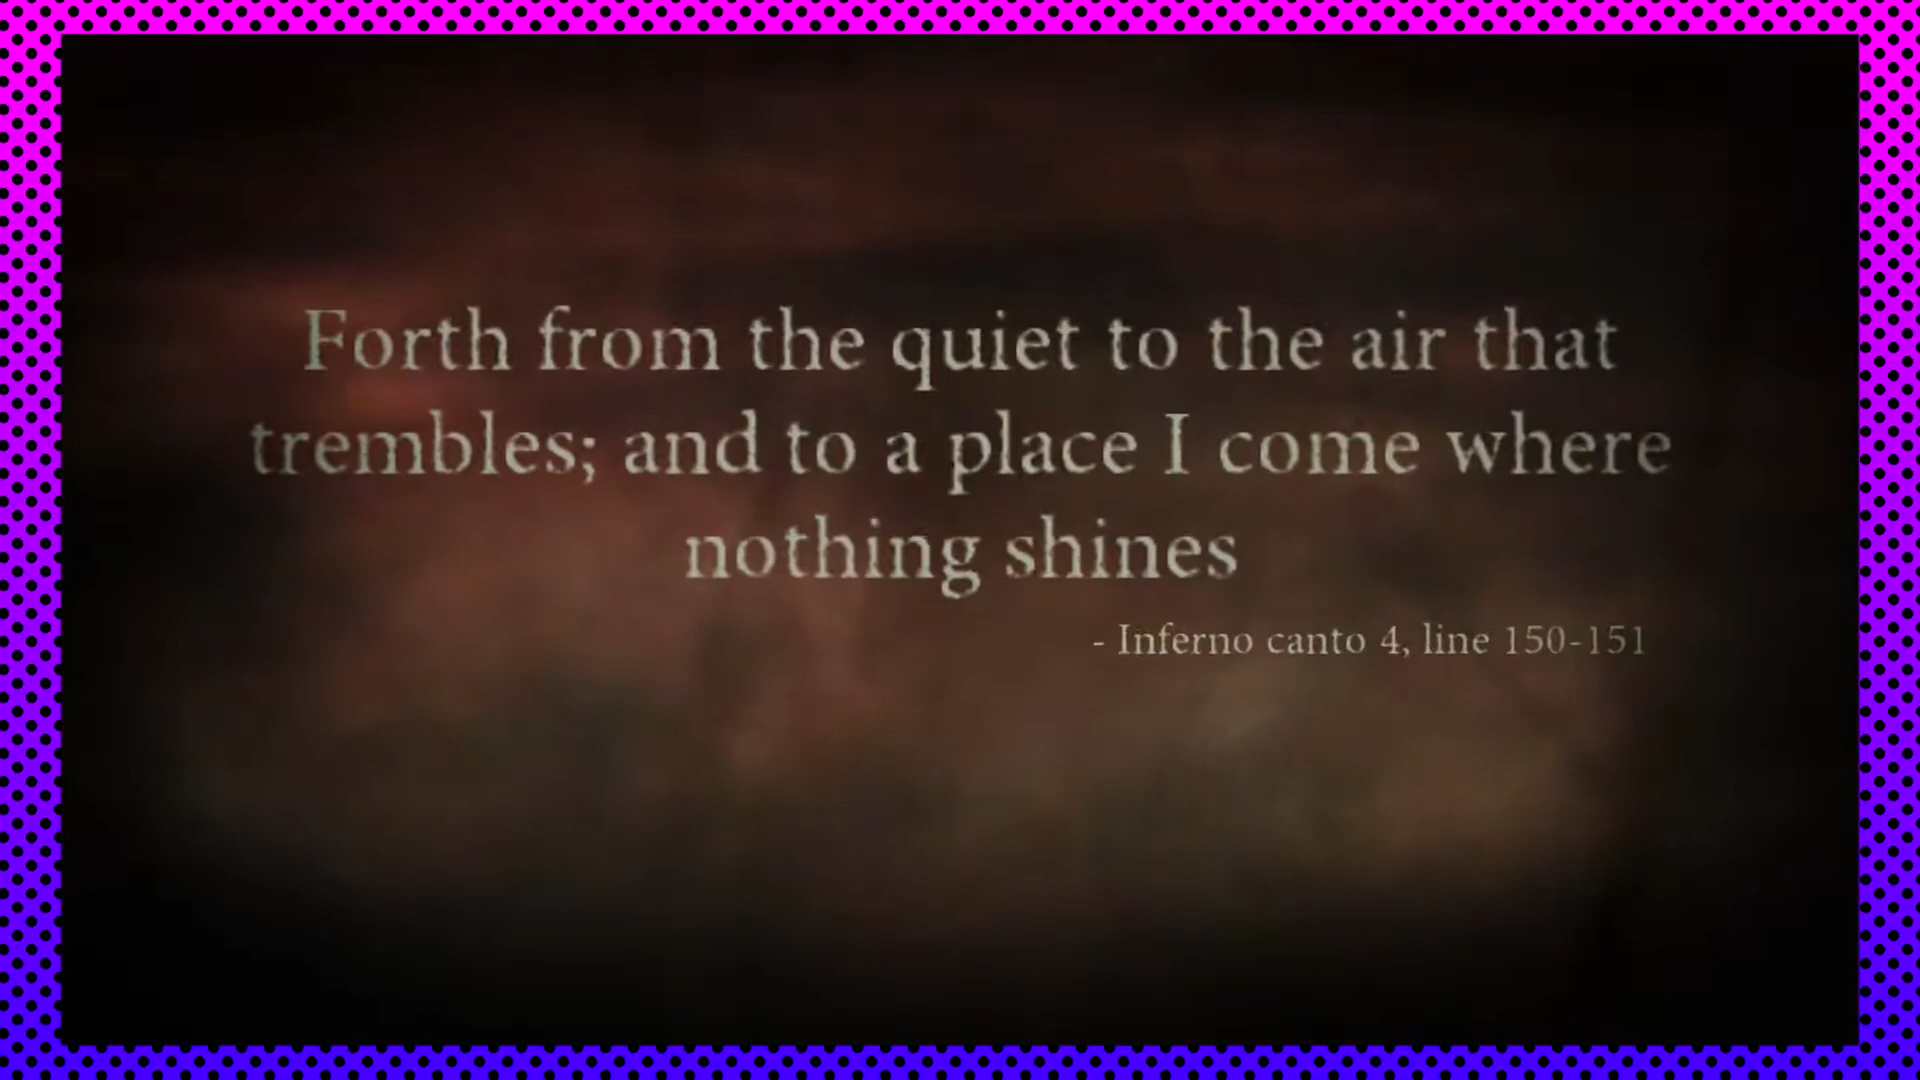 Forth from the quiet to the air that
trembles; and to a place I come where
nothing shines
- Inferno canto 4, line 150-151